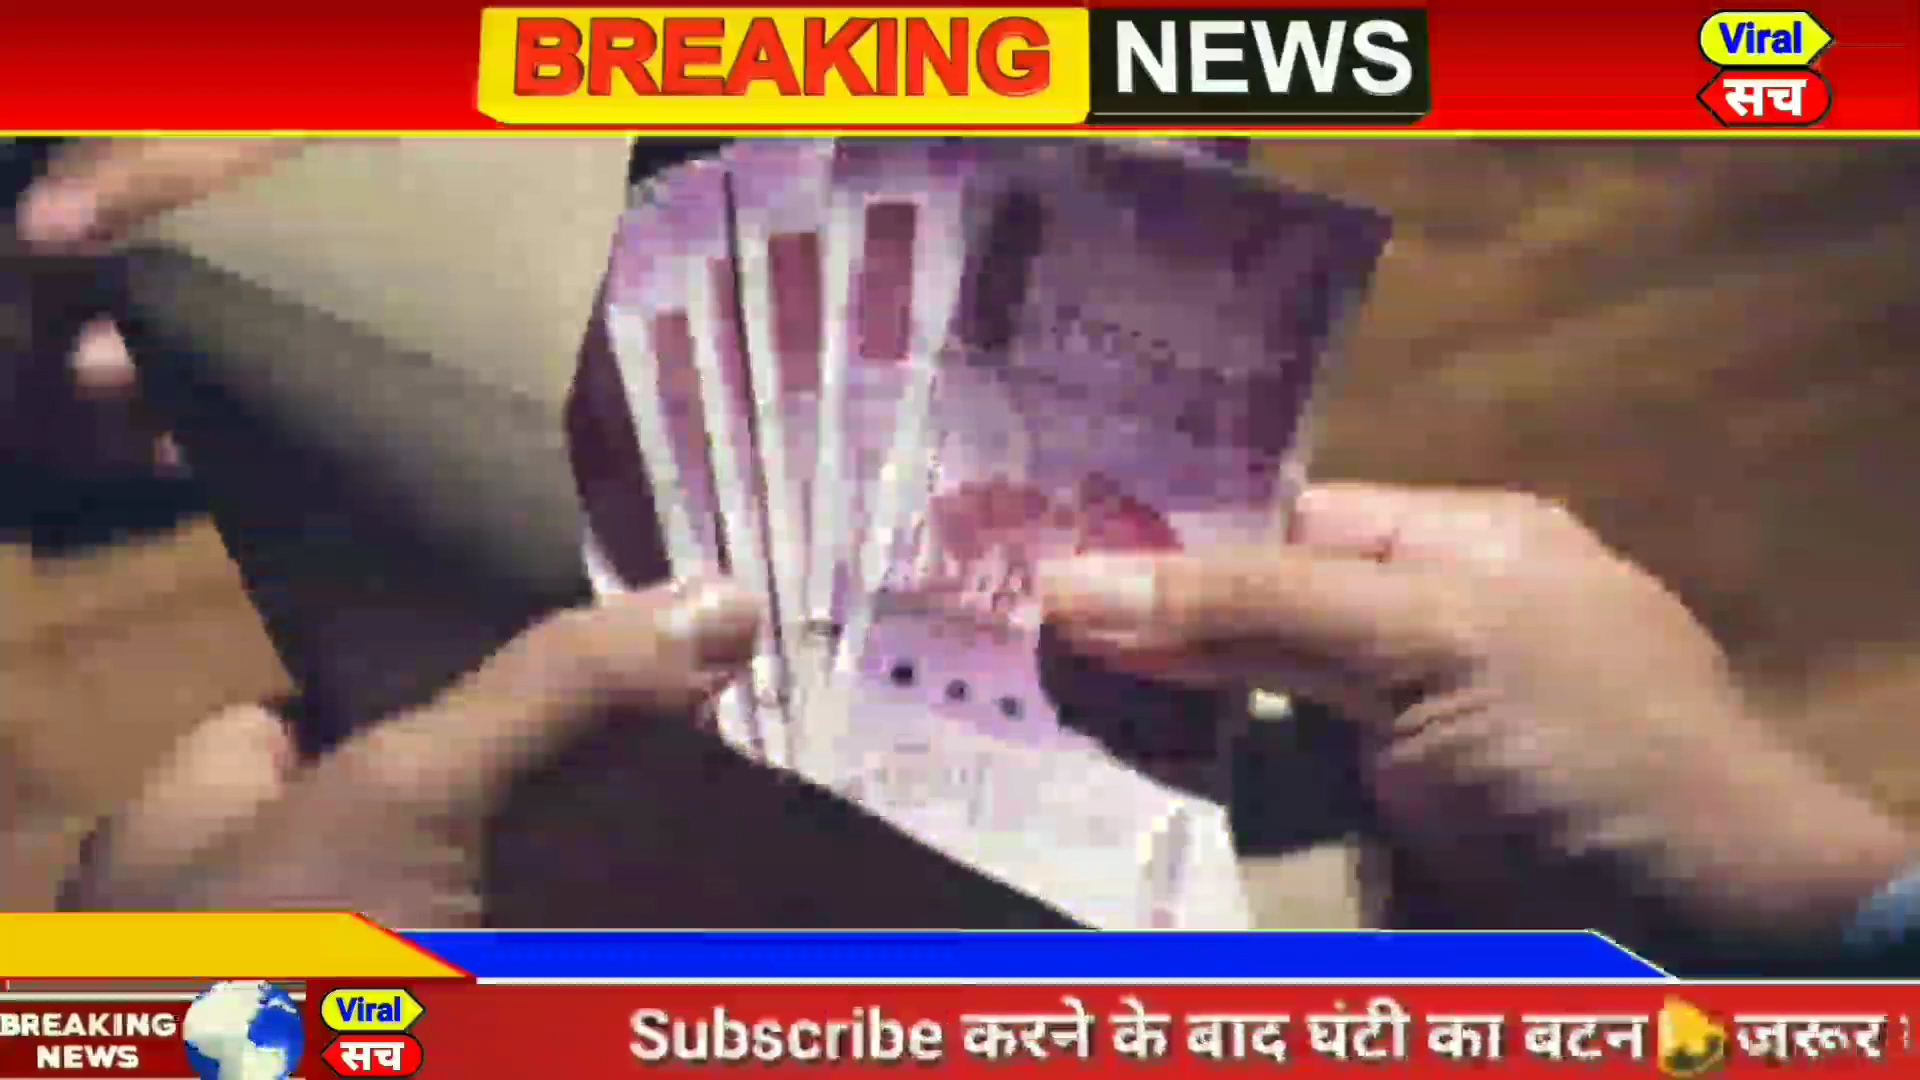 BREAKING NEWS
Viral
सच
BREAKING
NEWS
Viral
सच
Subscribe करने के बाद घंटी का बटन जरूर